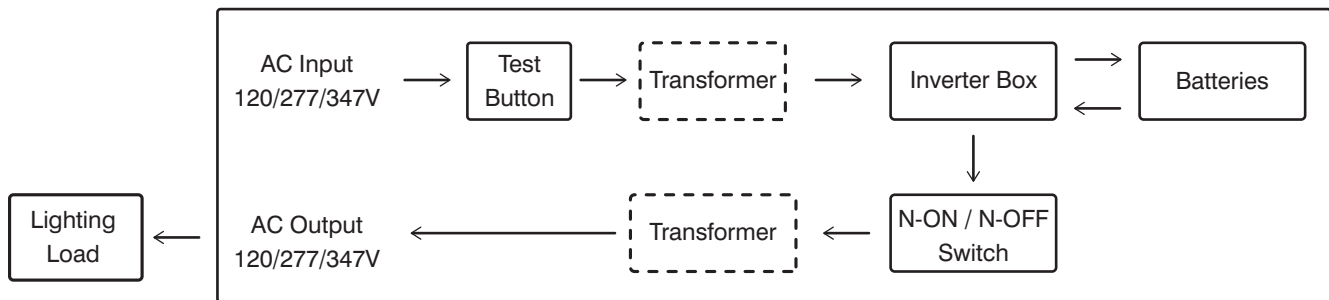 AC Input
120/277/347V
Test
Button
Transformer
Inverter Box
Batteries
Lighting
Load
AC Output
120/277/347V
Transformer
N-ON / N-OFF
Switch